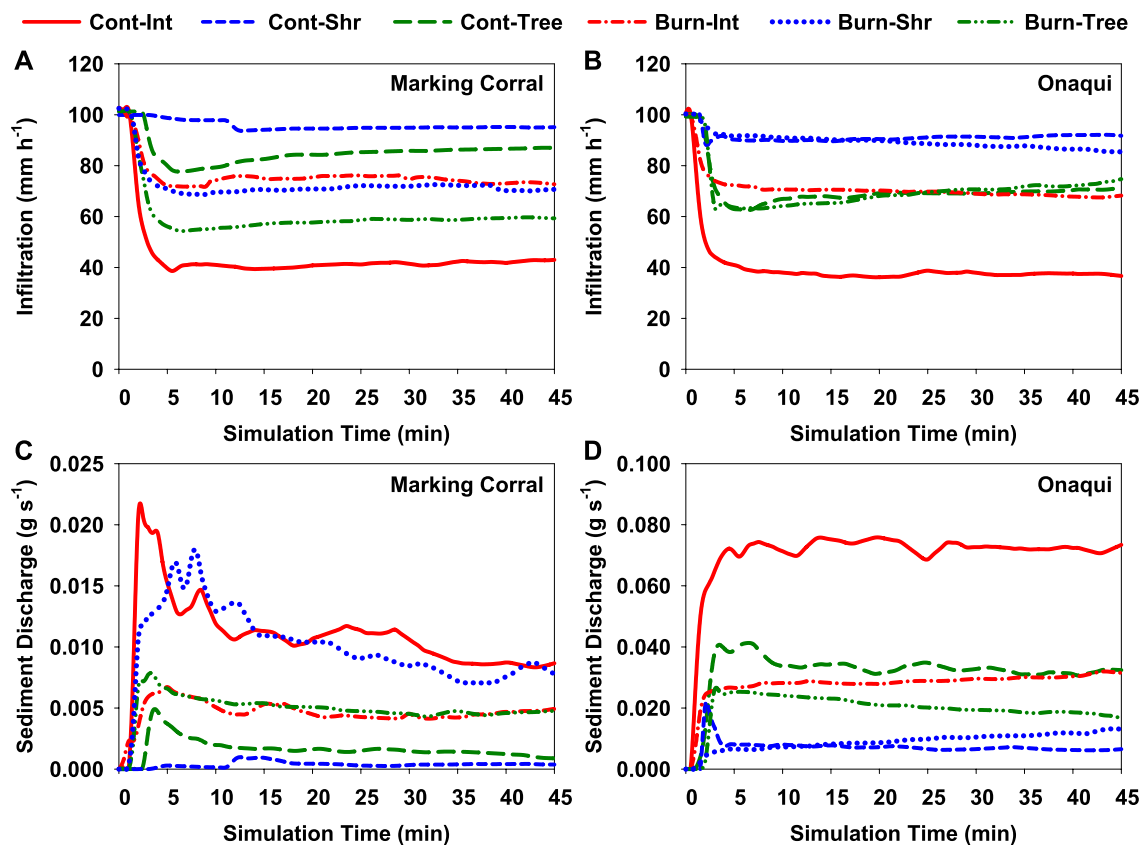 Cont-Int Cont-Shr Cont-Tree Burn-Int Burn-Shr Burn-Tree
A
Marking Corral
Infiltration (mm h⁻¹)
120
100
80
60
40
20
0
0 5 10 15 20 25 30 35 40 45
Simulation Time (min)
B
Onaqui
Infiltration (mm h⁻¹)
120
100
80
60
40
20
0
0 5 10 15 20 25 30 35 40 45
Simulation Time (min)
C
Marking Corral
Sediment Discharge (g s⁻¹)
0.025
0.020
0.015
0.010
0.005
0.000
0 5 10 15 20 25 30 35 40 45
Simulation Time (min)
D
Onaqui
Sediment Discharge (g s⁻¹)
0.100
0.080
0.060
0.040
0.020
0.000
0 5 10 15 20 25 30 35 40 45
Simulation Time (min)